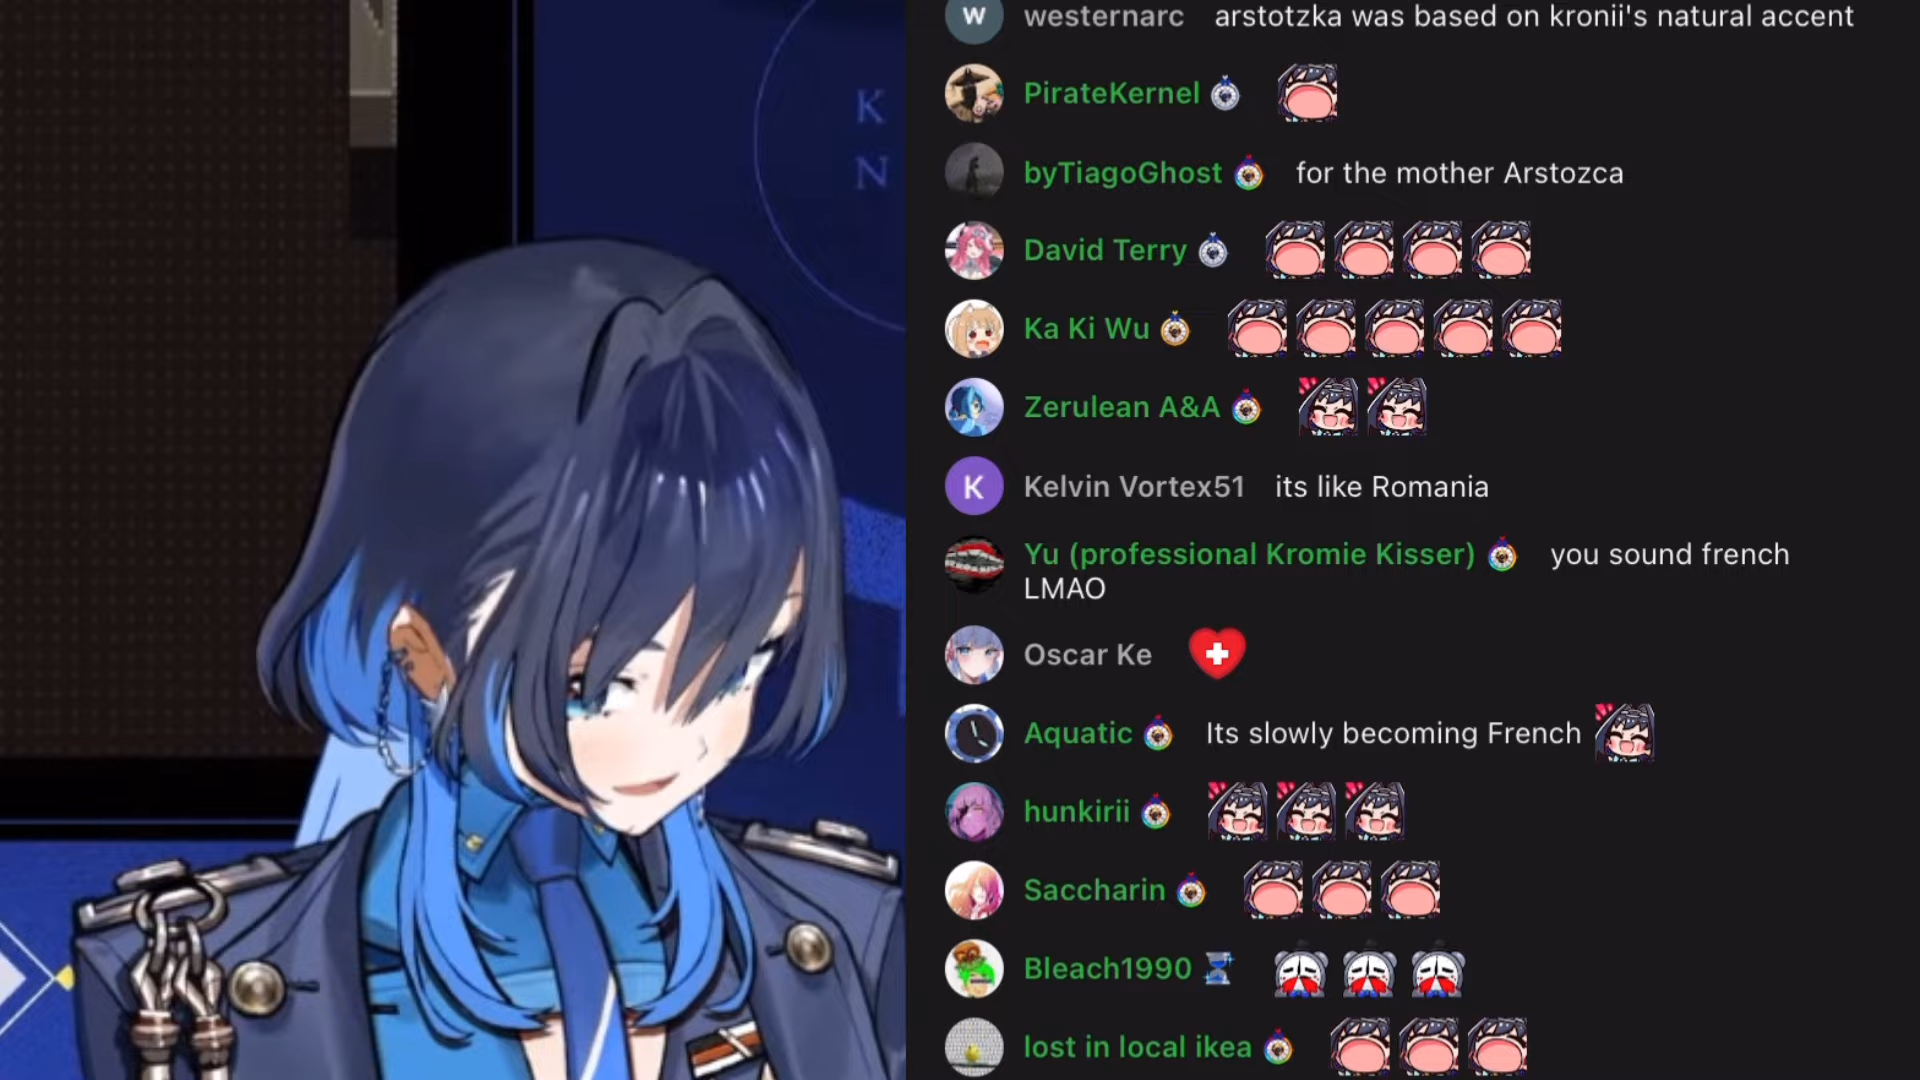 K
N
W westernarc arstotzka was based on kronii's natural accent
PirateKernel
byTiagoGhost for the mother Arstozca
David Terry
Ka Ki Wu
Zerulean A&A
K Kelvin Vortex51 its like Romania
Yu (professional Kromie Kisser) you sound french
LMAO
Oscar Ke
Aquatic Its slowly becoming French
hunkirii
Saccharin
Bleach1990
lost in local ikea